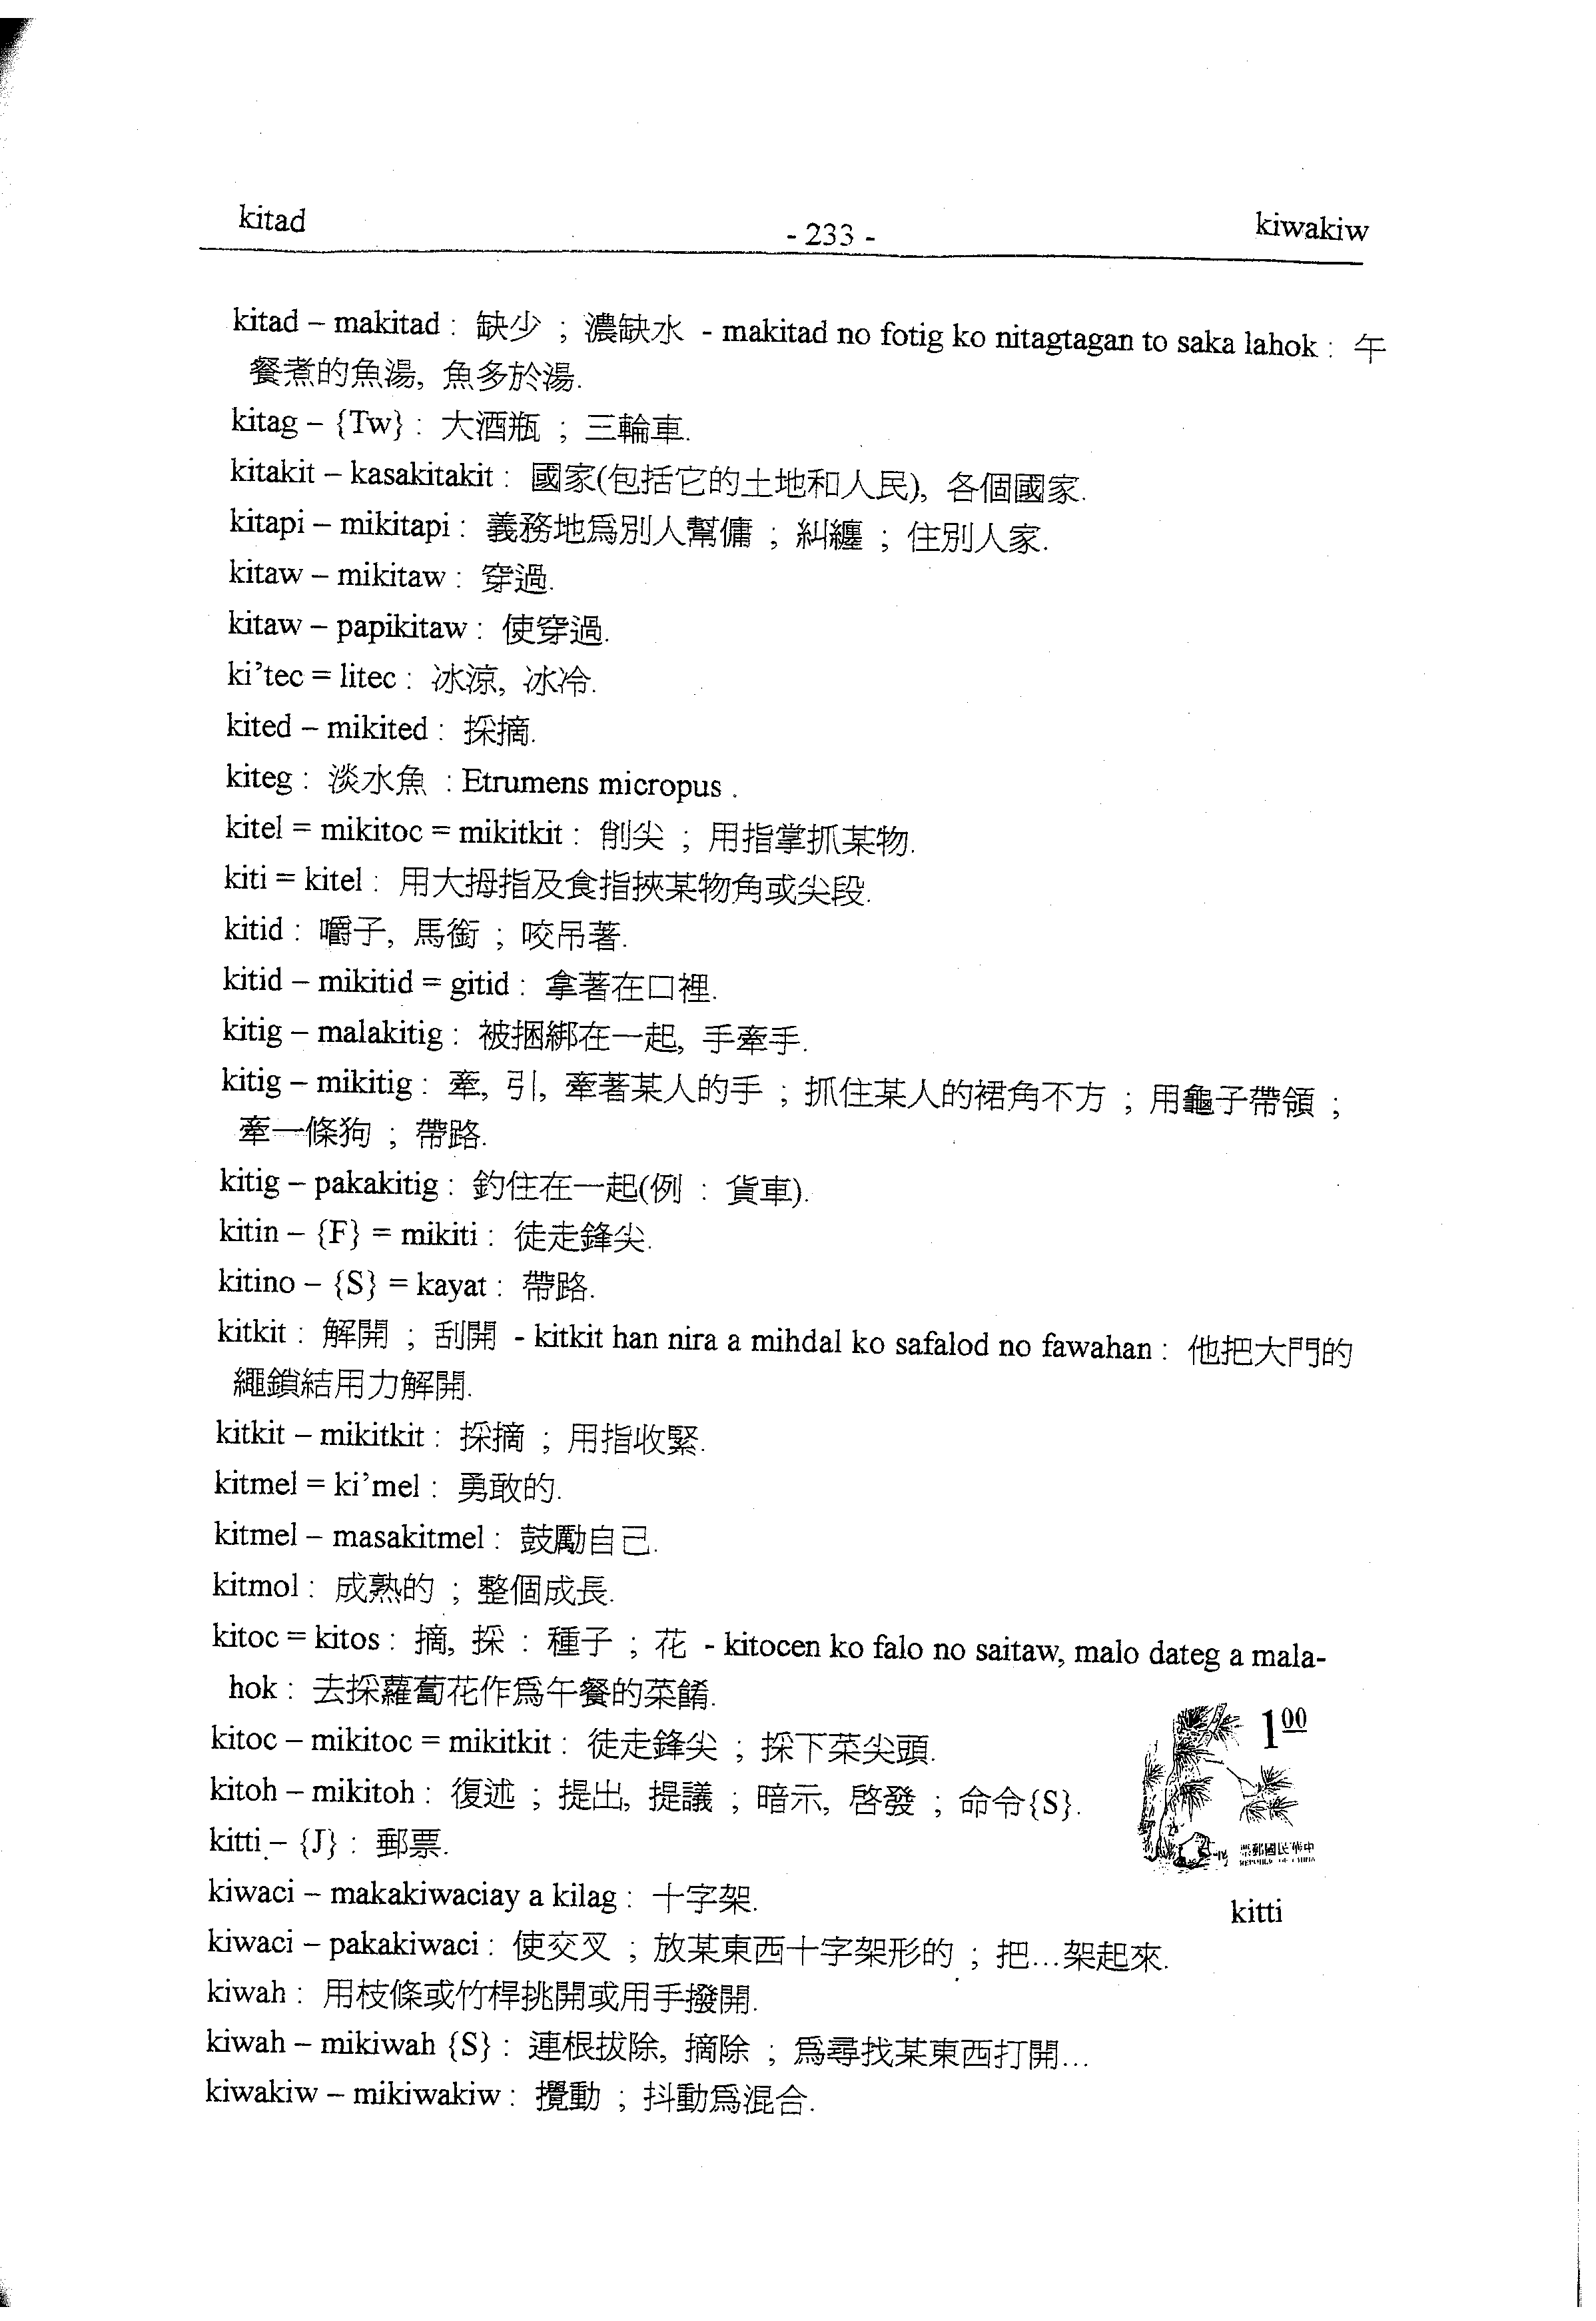 kitad
- 233 -
kiwakiw
kitad – makitad : 缺少 ; 濃缺水 - makitad no fotig ko nitagtagan to saka lahok : 午
餐煮的魚湯, 魚多於湯.
kitag – {Tw} : 大酒瓶 ; 三輪車.
kitakit – kasakitakit : 國家(包括它的土地和人民), 各個國家.
kitapi – mikitapi : 義務地爲別人幫傭 ; 糾纏 ; 住別人家.
kitaw – mikitaw : 穿過.
kitaw – papikitaw : 使穿過.
ki’tec = litec : 冰涼, 冰冷.
kited – mikited : 採摘.
kiteg : 淡水魚 : Etrumens micropus .
kitel = mikitoc = mikitkit : 削尖 ; 用指掌抓某物.
kiti = kitel : 用大拇指及食指挾某物角或尖段.
kitid : 嚼子, 馬銜 ; 咬吊著.
kitid – mikitid = gitid : 拿著在口裡.
kitig – malakitig : 被捆綁在一起, 手牽手.
kitig – mikitig : 牽, 引, 牽著某人的手 ; 抓住某人的裙角不方 ; 用龜子帶領 ;
牽一條狗 ; 帶路.
kitig – pakakitig : 釣住在一起(例 : 貨車).
kitin – {F} = mikiti : 徒走鋒尖.
kitino – {S} = kayat : 帶路.
kitkit : 解開 ; 刮開 - kitkit han nira a mihdal ko safalod no fawahan : 他把大門的
繩鎖結用力解開.
kitkit – mikitkit : 採摘 ; 用指收緊.
kitmel = ki’mel : 勇敢的.
kitmel – masakitmel : 鼓勵自己.
kitmol : 成熟的 ; 整個成長.
kitoc = kitos : 摘, 採 : 種子 ; 花 - kitocen ko falo no saitaw, malo dateg a mala-
hok : 去採蘿蔔花作爲午餐的菜餚.
kitoc – mikitoc = mikitkit : 徒走鋒尖 ; 採下菜尖頭.
kitoh – mikitoh : 復述 ; 提出, 提議 ; 暗示, 啓發 ; 命令{S}.
kitti – {J} : 郵票.
kiwaci – makakiwaciay a kilag : 十字架.
kiwaci – pakakiwaci : 使交叉 ; 放某東西十字架形的 ; 把…架起來.
kiwah : 用枝條或竹桿挑開或用手撥開.
kiwah – mikiwah {S} : 連根拔除, 摘除 ; 爲尋找某東西打開…
kiwakiw – mikiwakiw : 攪動 ; 抖動爲混合.
1 00
票郵國民華中
REPUBLIC OF CHINA
kitti